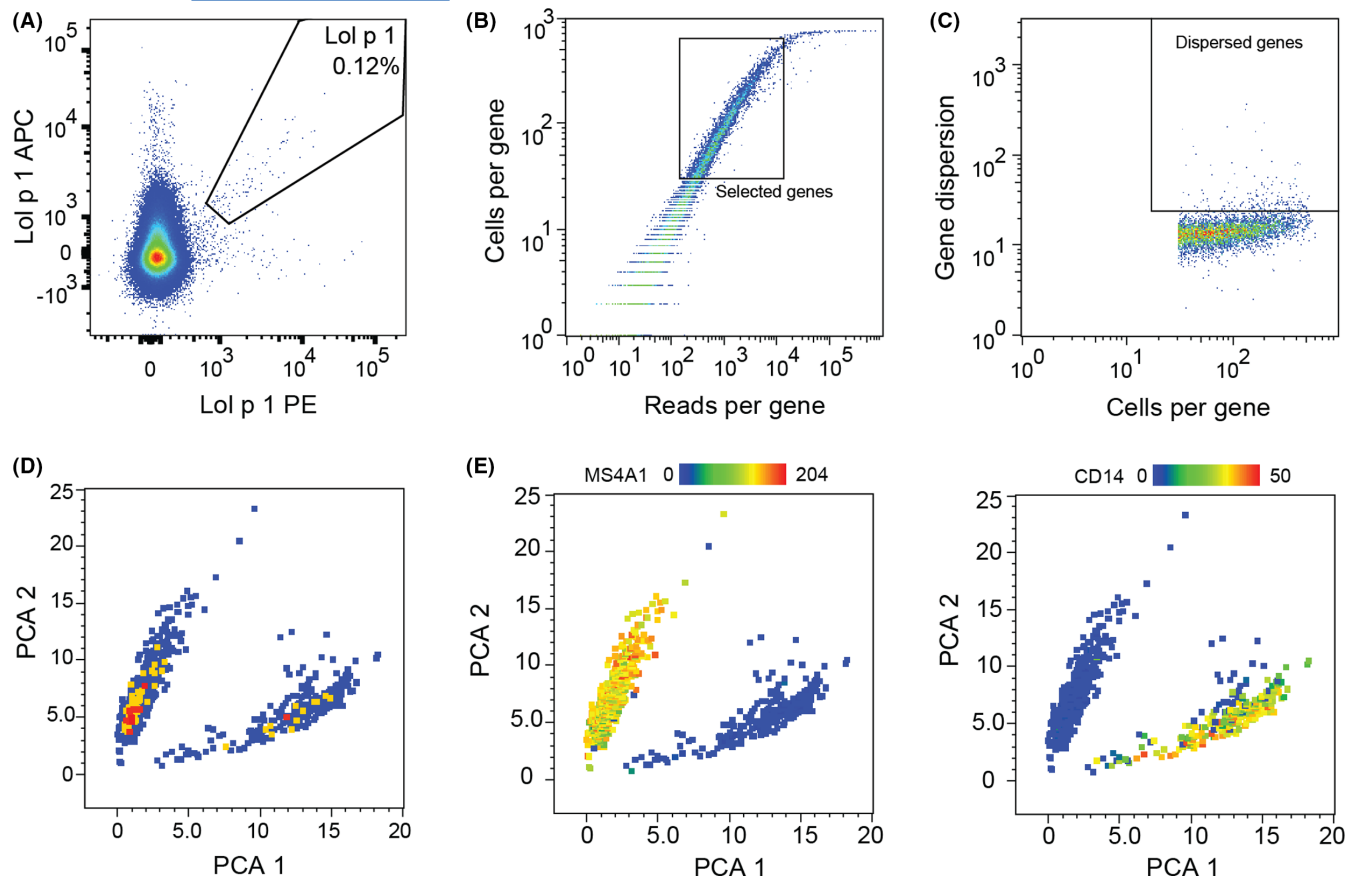 (A)
Lol p 1
0.12%
10^5
10^4
10^3
0
-10^3
Lol p 1 APC
0 10^3 10^4 10^5
Lol p 1 PE
(B)
10^3
10^2
10^1
10^0
Cells per gene
Selected genes
10^0 10^1 10^2 10^3 10^4 10^5
Reads per gene
(C)
Dispersed genes
10^3
10^2
10^1
10^0
Gene dispersion
10^0 10^1 10^2
Cells per gene
(D)
25
20
15
10
5.0
0
PCA 2
0 5.0 10 15 20
PCA 1
(E)
MS4A1 0 204
25
20
15
10
5.0
0
PCA 2
0 5.0 10 15 20
PCA 1
CD14 0 50
25
20
15
10
5.0
0
PCA 2
0 5.0 10 15 20
PCA 1